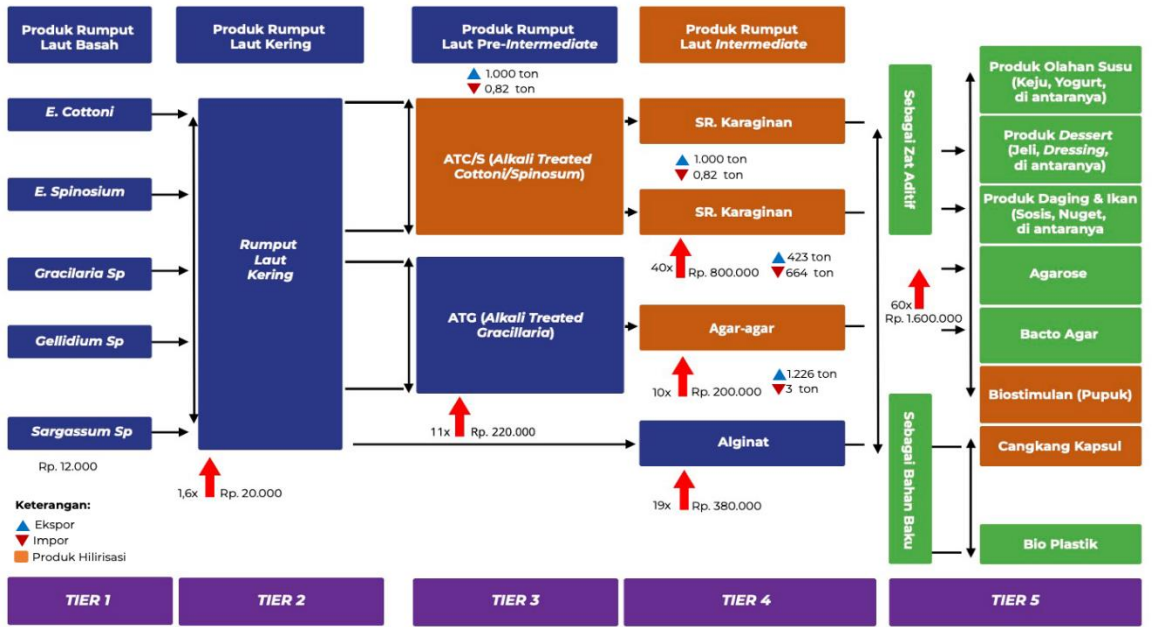 Produk Rumput
Laut Basah
Produk Rumput
Laut Kering
Produk Rumput
Laut Pre-Intermediate
Produk Rumput
Laut Intermediate
1.000 ton
0,82 ton
E. Cottoni
E. Spinosium
Gracilaria Sp
Gellidium Sp
Sargassum Sp
Rp. 12.000
Rumput
Laut
Kering
1,6x
Rp. 20.000
ATC/S (Alkali Treated
Cottoni/Spinosum)
ATG (Alkali Treated
Gracillaria)
11x
Rp. 220.000
SR. Karaginan
1.000 ton
0,82 ton
SR. Karaginan
40x
Rp. 800.000
423 ton
664 ton
Agar-agar
10x
Rp. 200.000
1.226 ton
3 ton
Alginat
19x
Rp. 380.000
Sebagai Zat Aditif
60x
Rp. 1.600.000
Sebagai Bahan Baku
Produk Olahan Susu
(Keju, Yogurt,
di antaranya)
Produk Dessert
(Jeli, Dressing,
di antaranya)
Produk Daging & Ikan
(Sosis, Nuget,
di antaranya
Agarose
Bacto Agar
Biostimulan (Pupuk)
Cangkang Kapsul
Bio Plastik
Keterangan:
Ekspor
Impor
Produk Hilirisasi
TIER 1
TIER 2
TIER 3
TIER 4
TIER 5